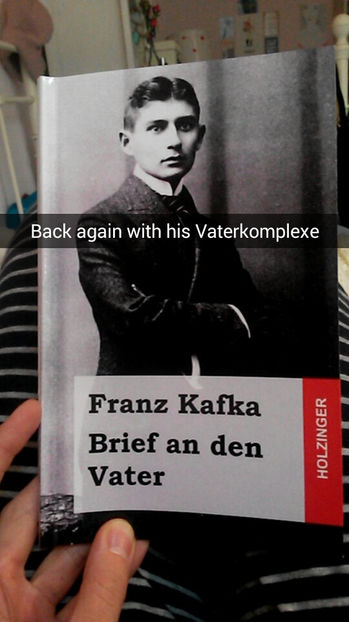 Back again with his Vaterkomplexe
Franz Kafka
Brief an den
Vater
HOLZINGER